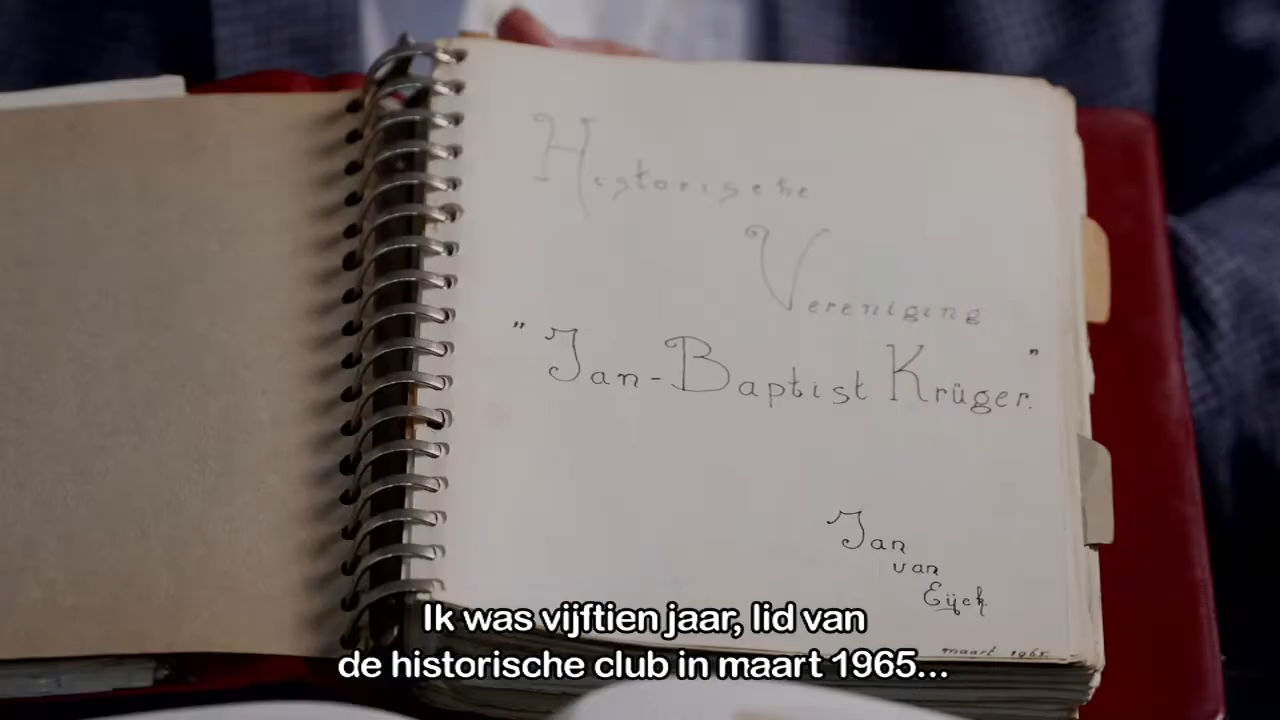 Historische
Vereniging
"Jan-Baptist Krüger."
Jan
van
Eÿck
maart 1965.
Ik was vijftien jaar, lid van
de historische club in maart 1965...